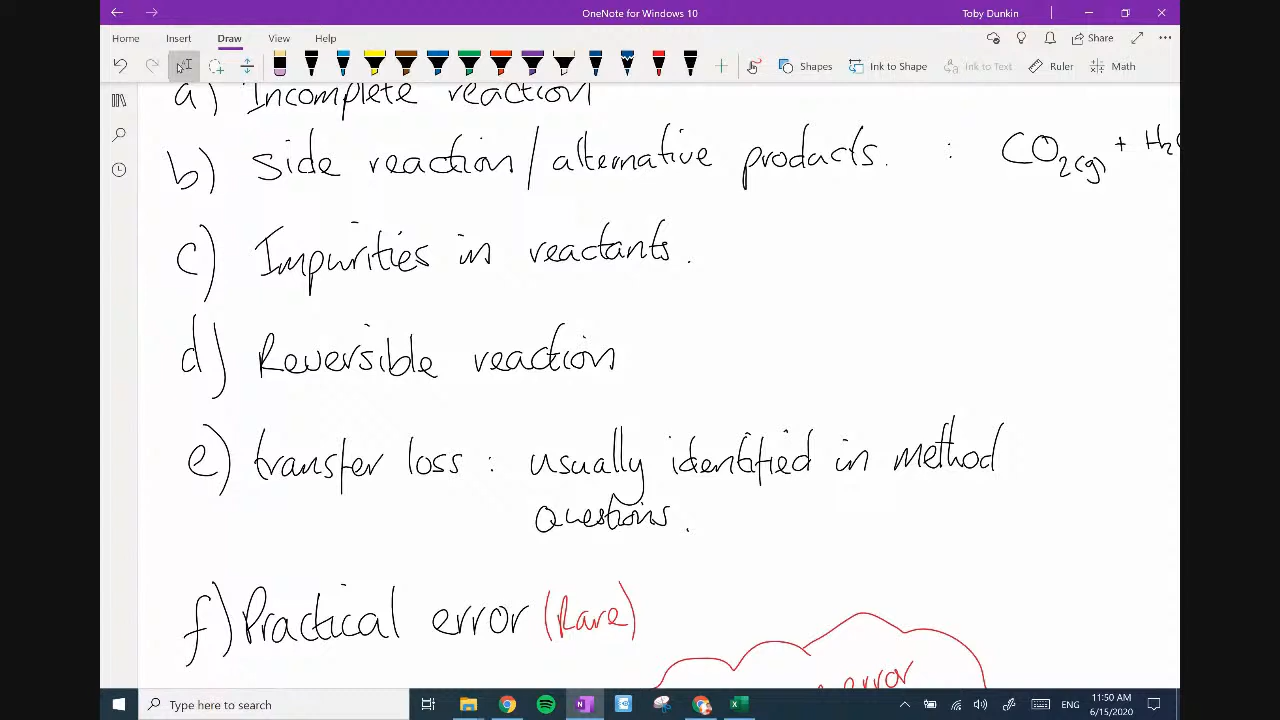 OneNote for Windows 10
Toby Dunkin
Home Insert Draw View Help
Share
Shapes Ink to Shape Ink to Text Ruler Math
a) Incomplete reaction
b) Side reaction/alternative products. : CO2(g) + H2
c) Impurities in reactants.
d) Reversible reaction
e) transfer loss : usually identified in method
questions.
f) Practical error (Rare)
error
Type here to search
ENG
11:50 AM
6/15/2020